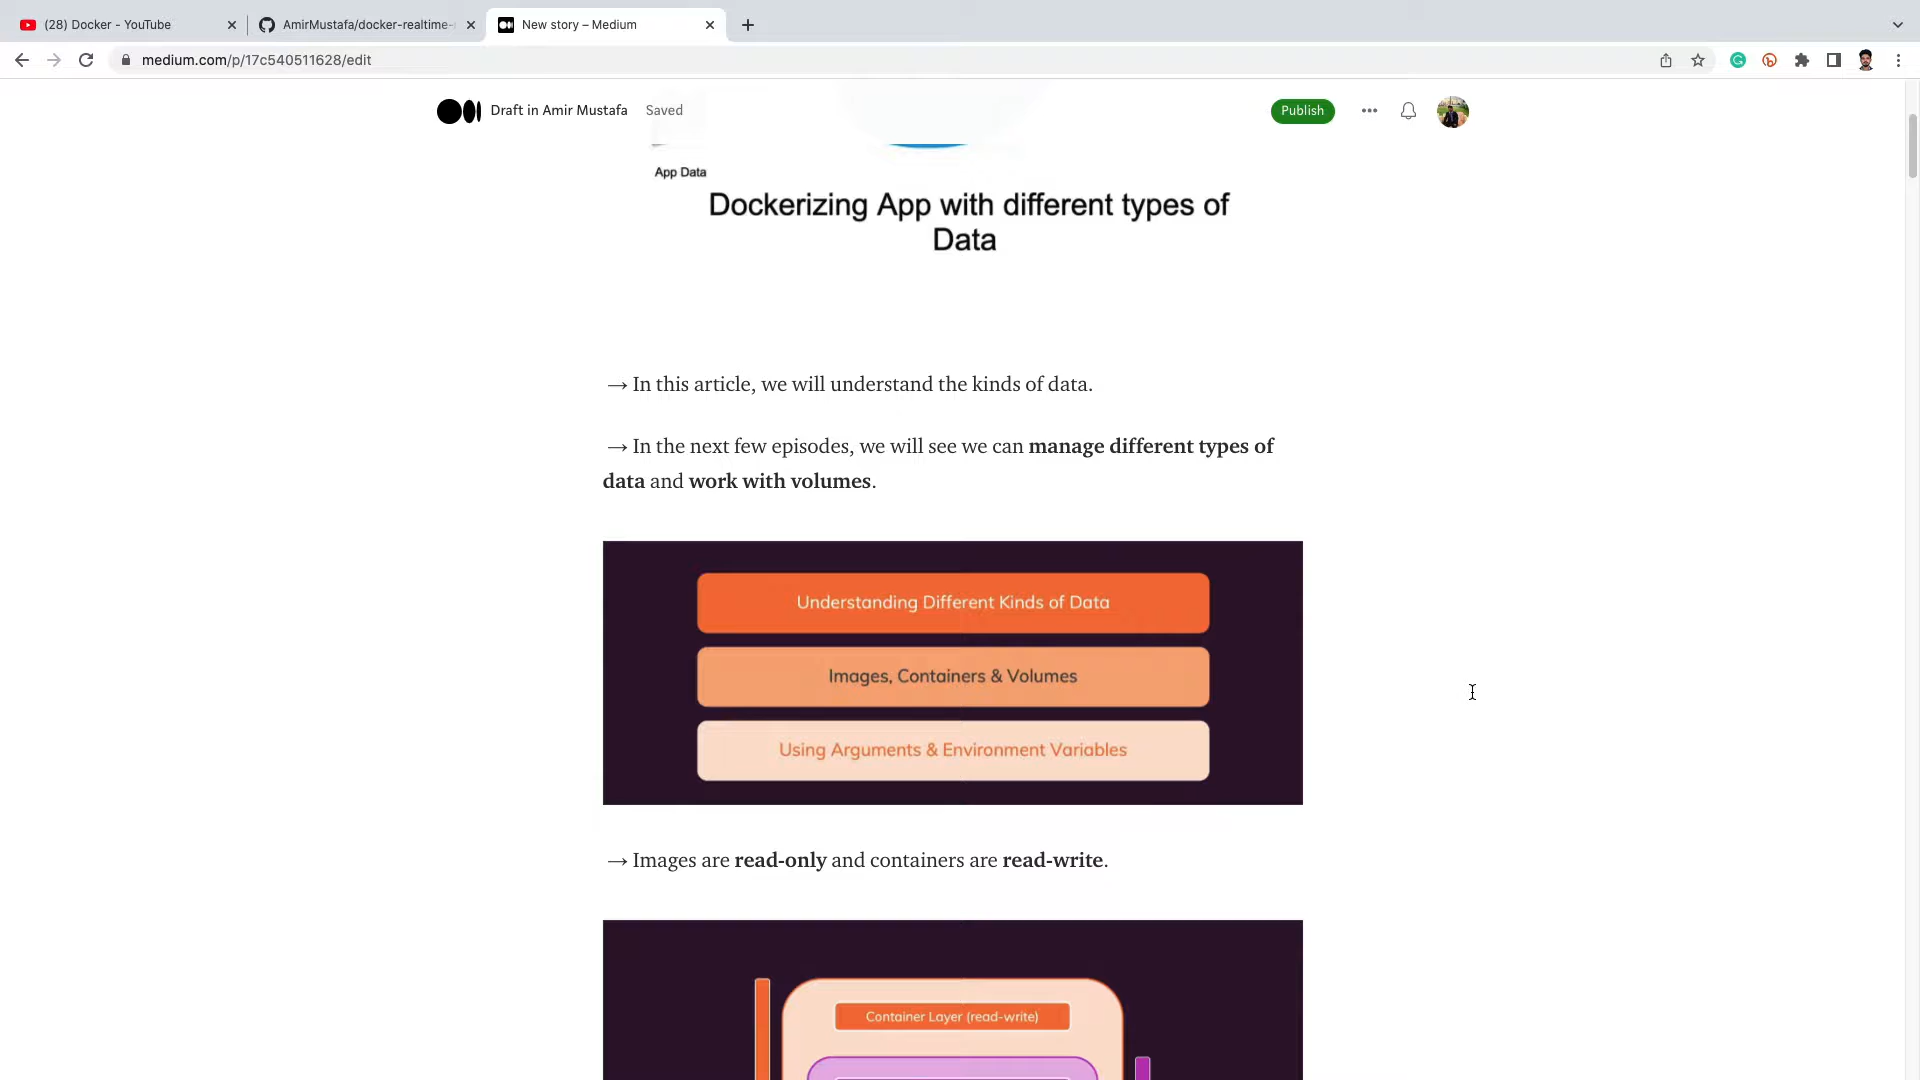 (28) Docker - YouTube
AmirMustafa/docker-realtime-
New story – Medium
medium.com/p/17c540511628/edit
Draft in Amir Mustafa
Saved
Publish
App Data
Dockerizing App with different types of
Data
→ In this article, we will understand the kinds of data.
→ In the next few episodes, we will see we can manage different types of
data and work with volumes.
Understanding Different Kinds of Data
Images, Containers & Volumes
Using Arguments & Environment Variables
→ Images are read-only and containers are read-write.
Container Layer (read-write)